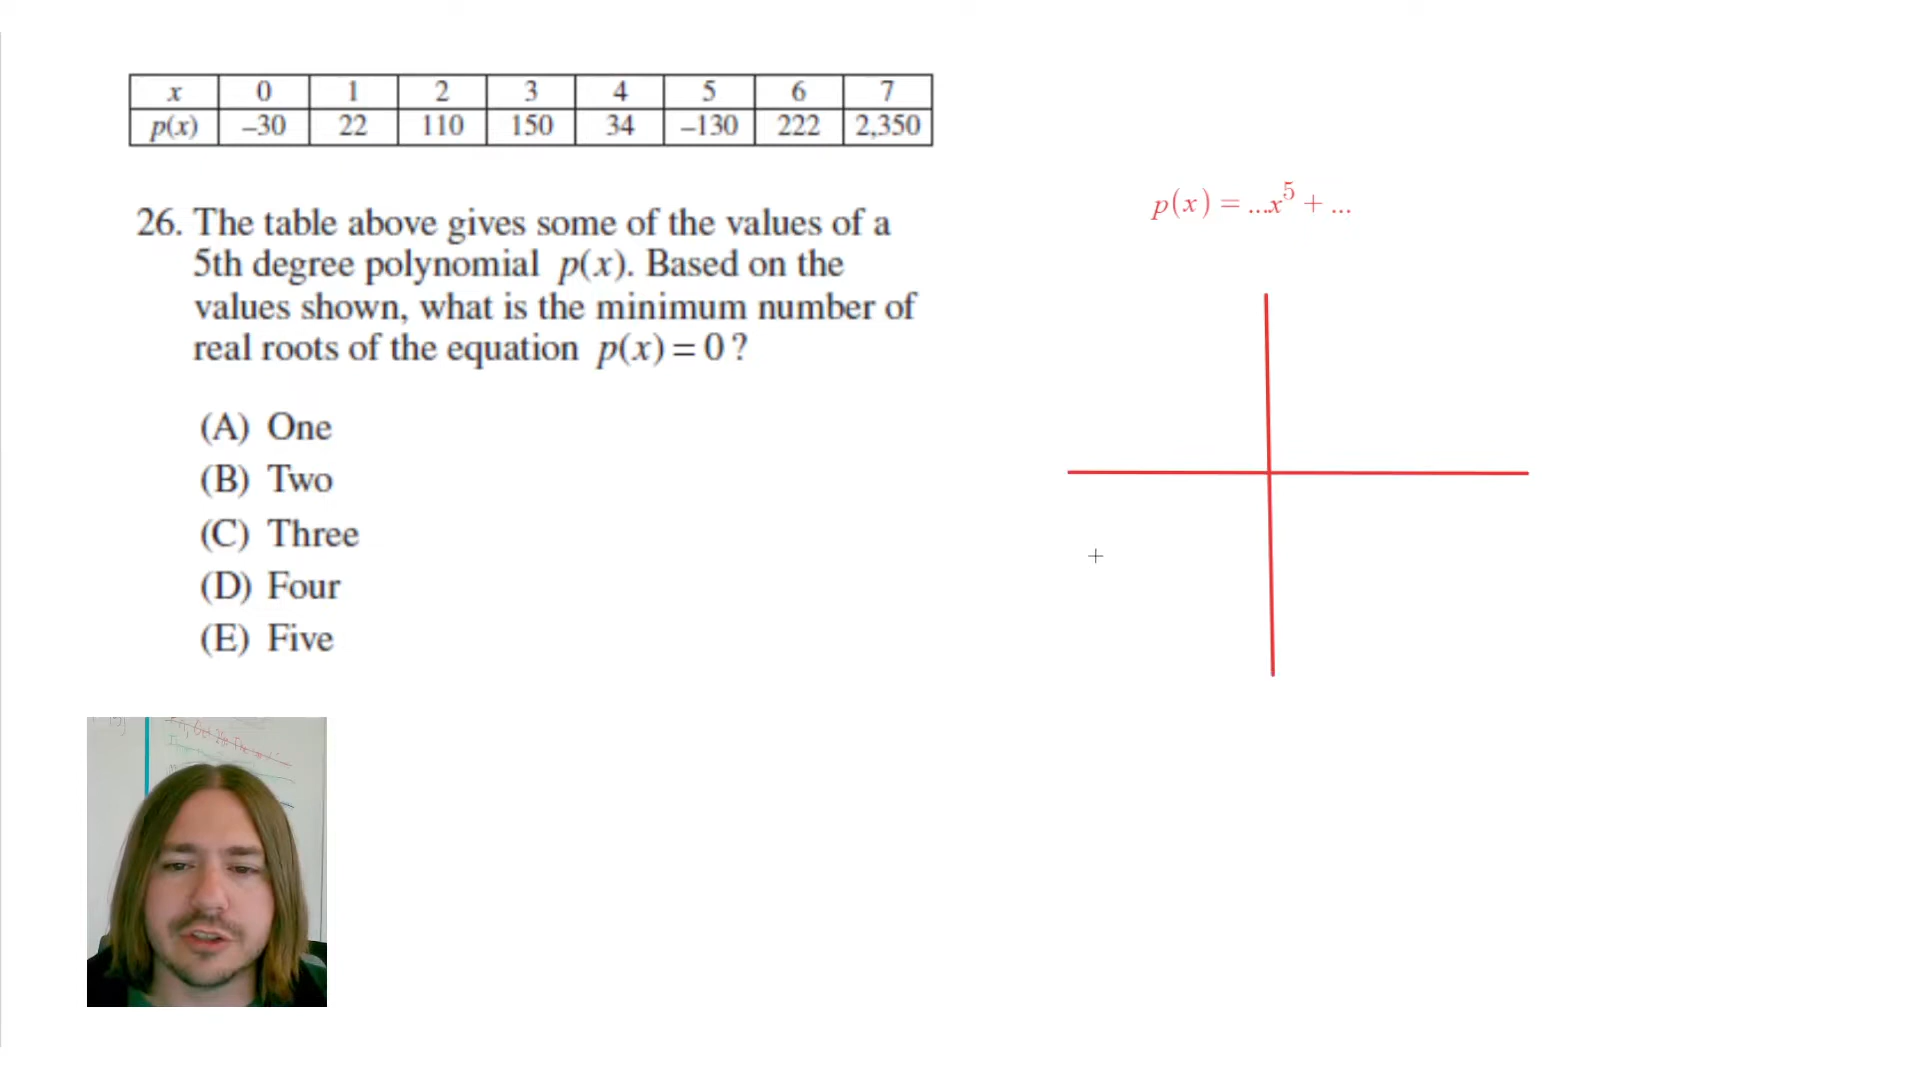 x 0 1 2 3 4 5 6 7
p(x) –30 22 110 150 34 –130 222 2,350
p(x) = ...x⁵ + ...
26. The table above gives some of the values of a
5th degree polynomial p(x). Based on the
values shown, what is the minimum number of
real roots of the equation p(x) = 0 ?
(A) One
(B) Two
(C) Three
(D) Four
(E) Five